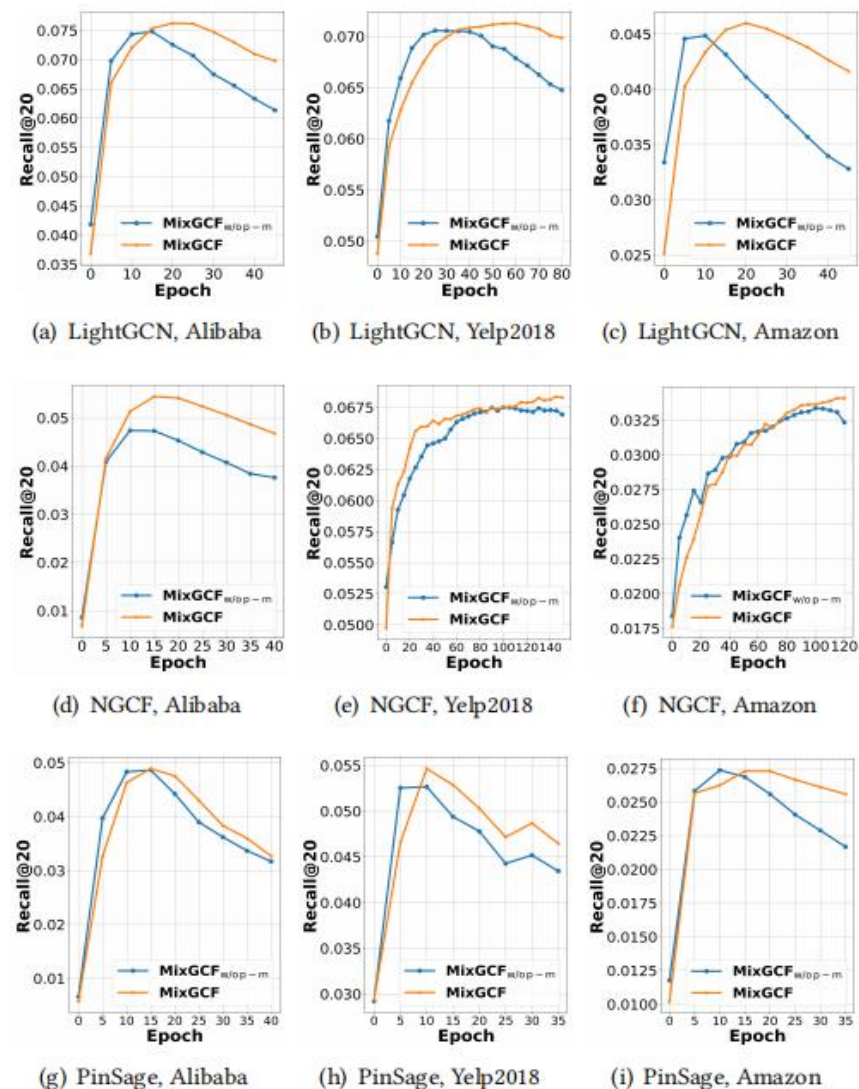 Recall@20
0.075
0.070
0.065
0.060
0.055
0.050
0.045
0.040
0.035
MixGCF w/op-m
MixGCF
0 10 20 30 40
Epoch
(a) LightGCN, Alibaba
Recall@20
0.070
0.065
0.060
0.055
0.050
MixGCF w/op-m
MixGCF
0 10 20 30 40 50 60 70 80
Epoch
(b) LightGCN, Yelp2018
Recall@20
0.045
0.040
0.035
0.030
0.025
MixGCF w/op-m
MixGCF
0 10 20 30 40
Epoch
(c) LightGCN, Amazon
Recall@20
0.05
0.04
0.03
0.02
0.01
MixGCF w/op-m
MixGCF
0 5 10 15 20 25 30 35 40
Epoch
(d) NGCF, Alibaba
Recall@20
0.0675
0.0650
0.0625
0.0600
0.0575
0.0550
0.0525
0.0500
MixGCF w/op-m
MixGCF
0 20 40 60 80 100120140
Epoch
(e) NGCF, Yelp2018
Recall@20
0.0325
0.0300
0.0275
0.0250
0.0225
0.0200
0.0175
MixGCF w/op-m
MixGCF
0 20 40 60 80 100 120
Epoch
(f) NGCF, Amazon
Recall@20
0.05
0.04
0.03
0.02
0.01
MixGCF w/op-m
MixGCF
0 5 10 15 20 25 30 35 40
Epoch
(g) PinSage, Alibaba
Recall@20
0.055
0.050
0.045
0.040
0.035
0.030
MixGCF w/op-m
MixGCF
0 5 10 15 20 25 30 35
Epoch
(h) PinSage, Yelp2018
Recall@20
0.0275
0.0250
0.0225
0.0200
0.0175
0.0150
0.0125
0.0100
MixGCF w/op-m
MixGCF
0 5 10 15 20 25 30 35
Epoch
(i) PinSage, Amazon